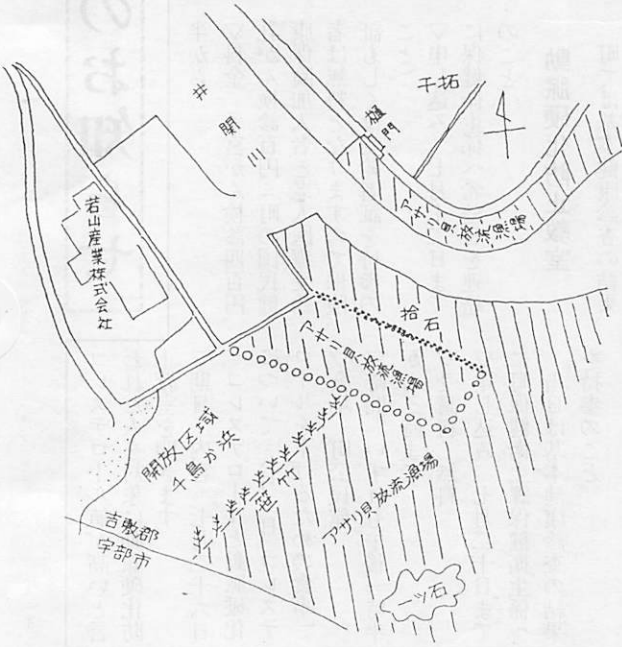 干拓
樋門
井関川
アサリ貝放流漁場
若山産業株式会社
拾石
アサリ貝放流漁場
開放区域
千鳥が浜
笹竹
アサリ貝放流漁場
吉敷郡
宇部市
一ツ石